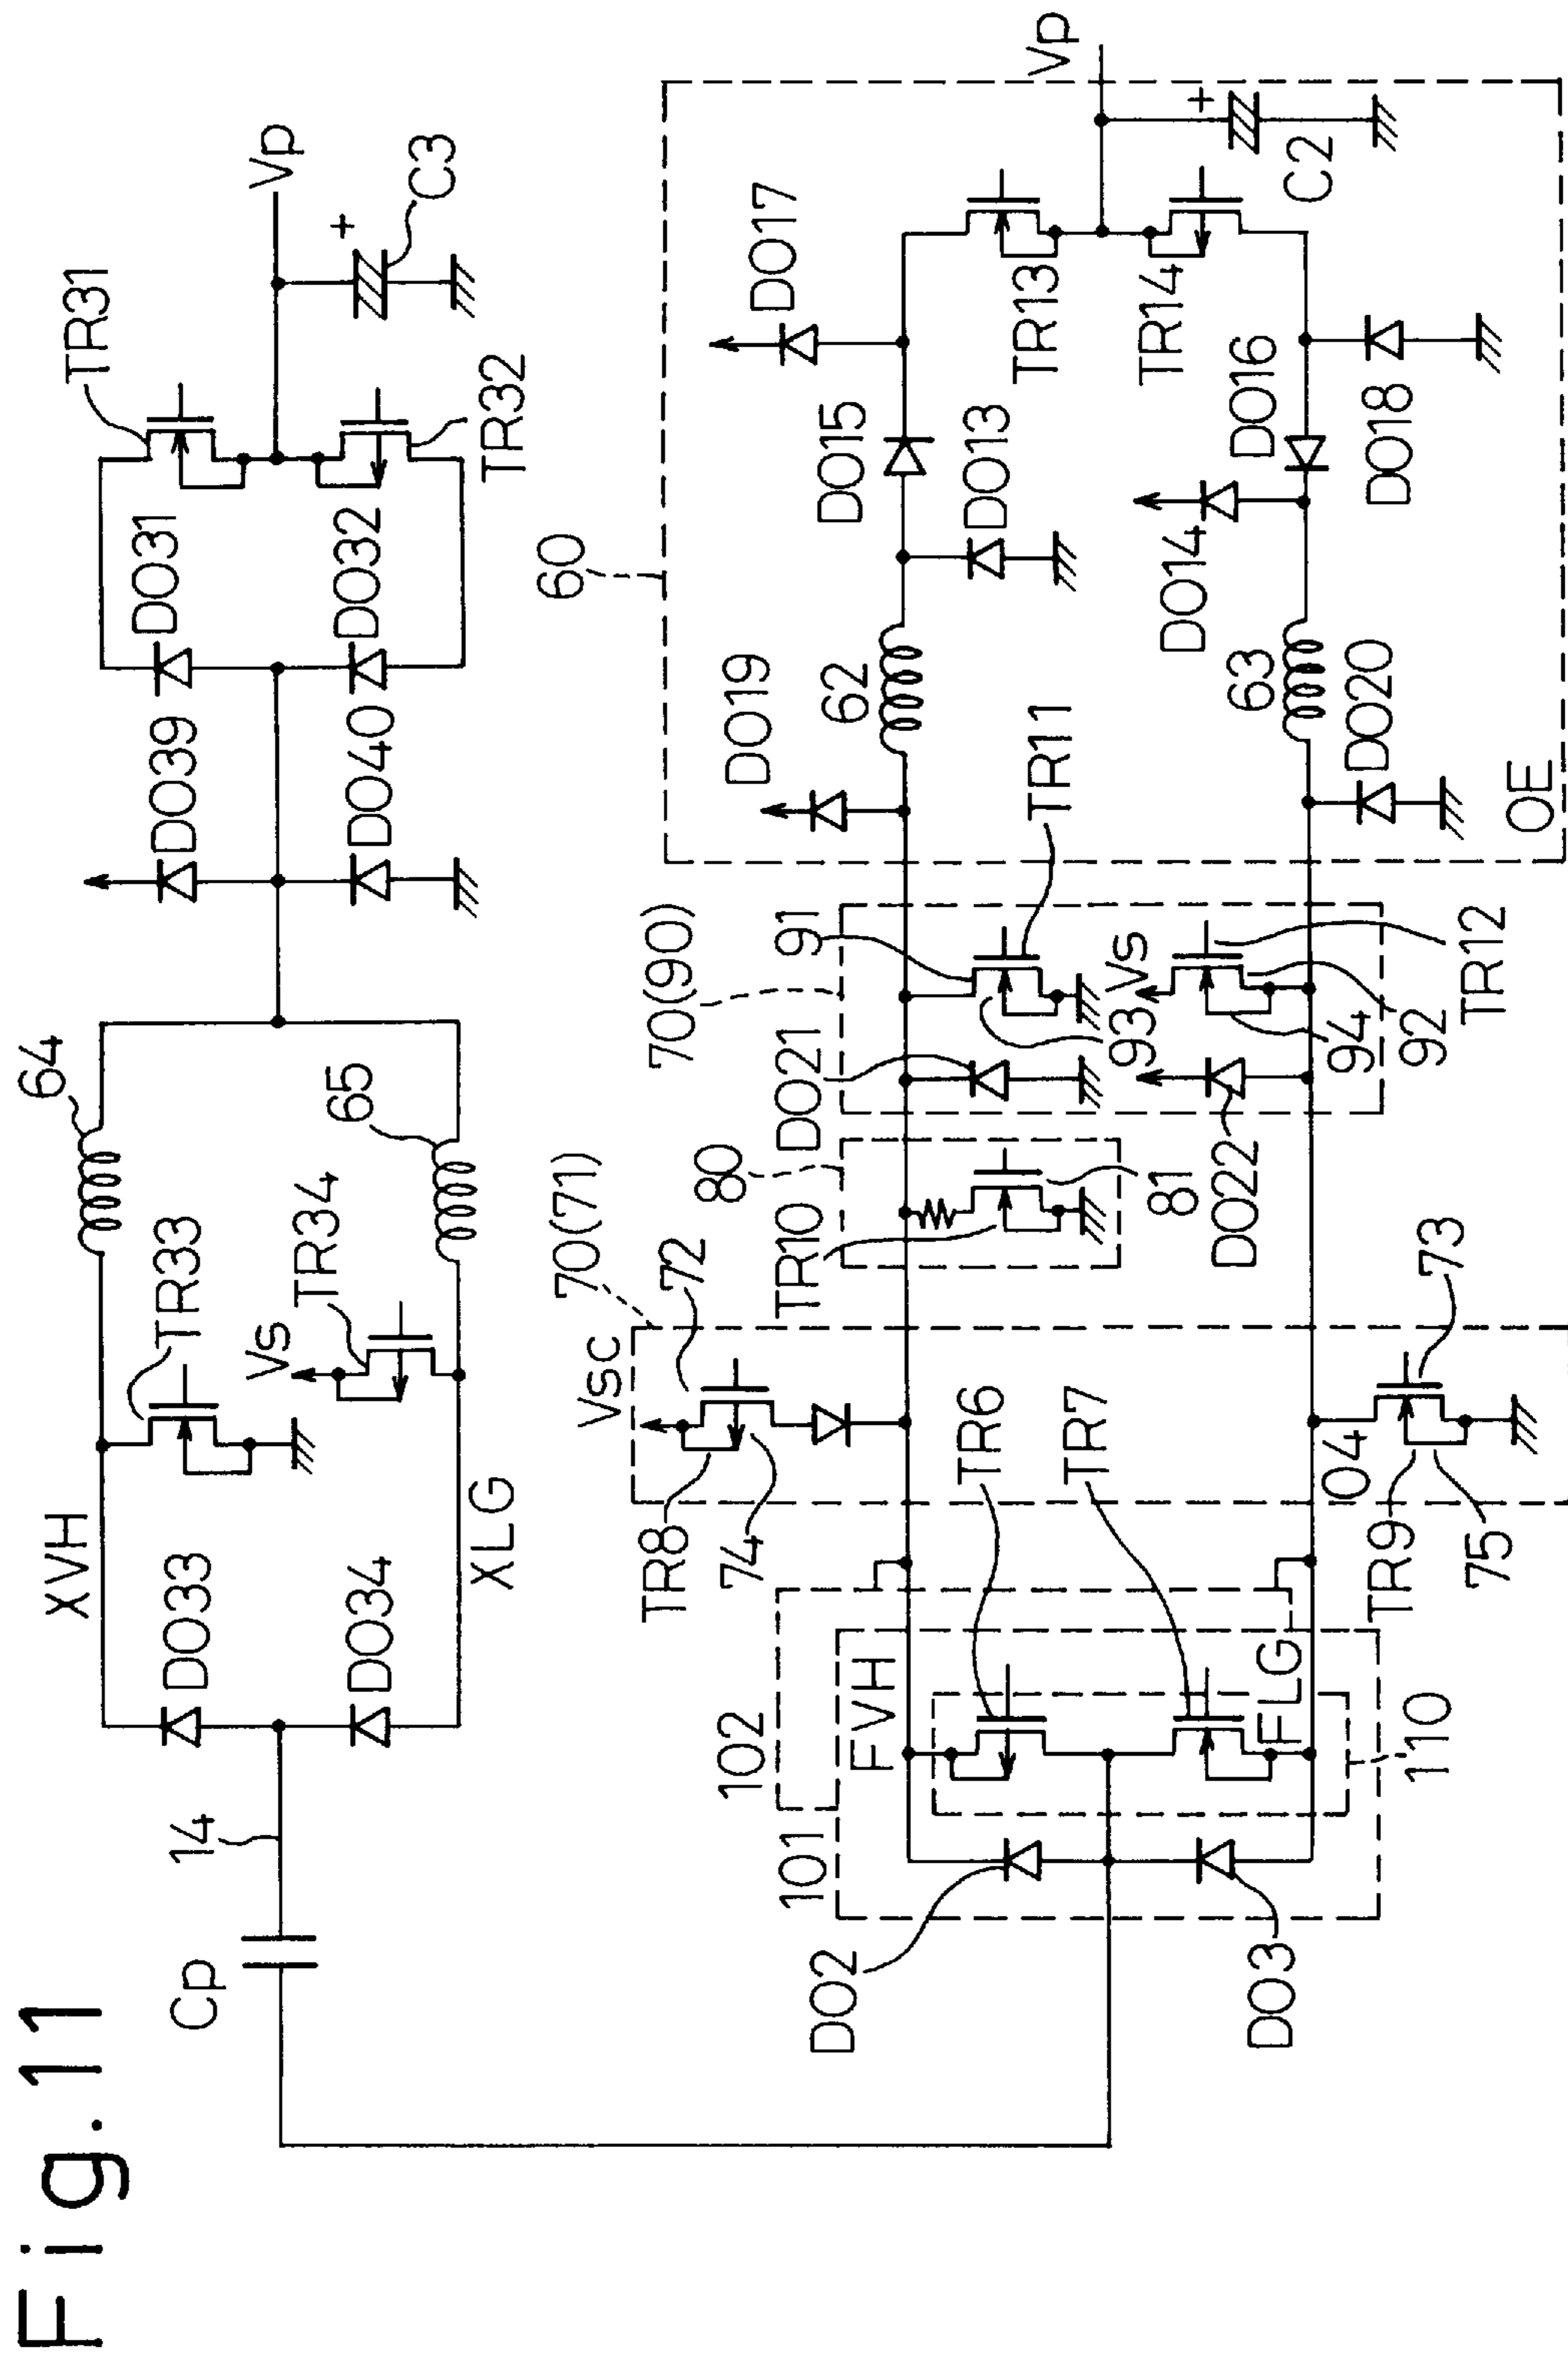 Fig.11
Vp
+
C3
TR31
TR32
DO31
DO32
DO39
DO40
64
65
TR33
TR34
Vs
XVH
XLG
DO33
DO34
14
Cp
60
Vp
+
C2
DO17
TR13
TR14
DO15
DO13
DO16
DO14
DO18
DO19
62
63
DO20
OE
TR11
70(90)
91
93
Vs
94
92
TR12
DO21
DO22
80
TR10
81
70(71)
Vsc
72
TR8
74
73
O4
TR9
75
TR6
TR7
102
FVH
FLG
101
110
DO2
DO3